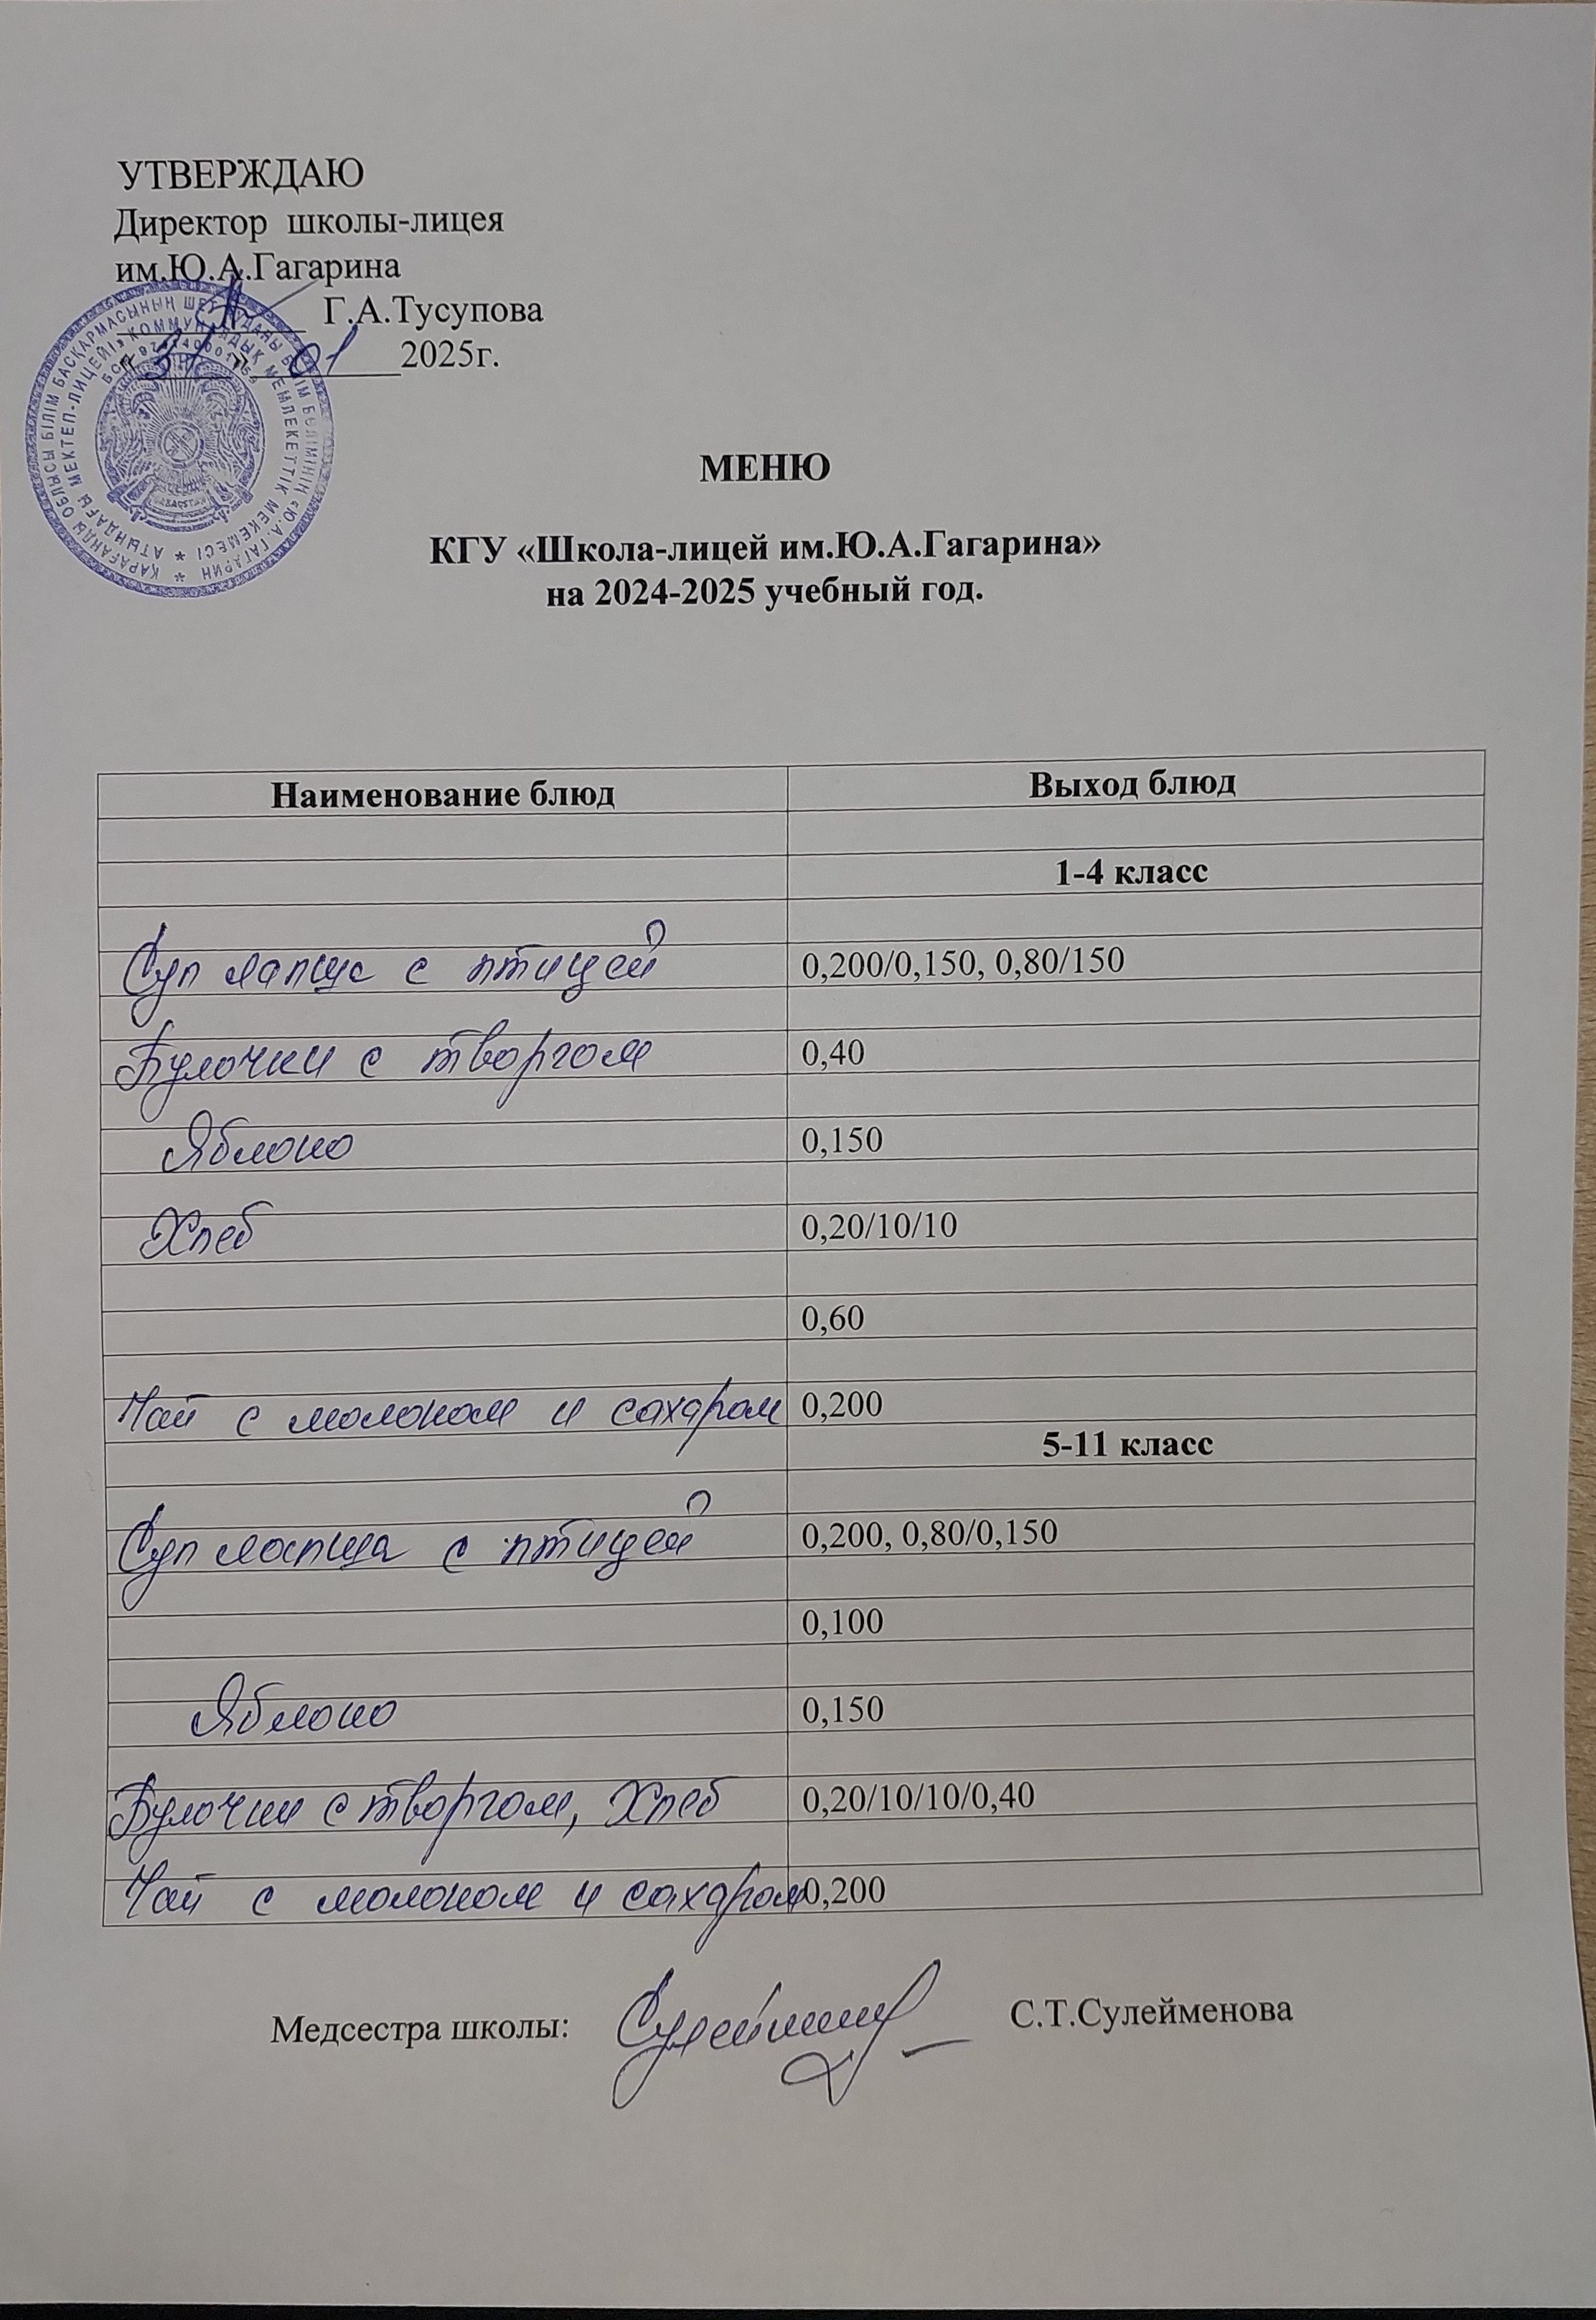 УТВЕРЖДАЮ
Директор школы-лицея
им.Ю.А.Гагарина
Г.А.Тусупова
«31» 01 2025г.
МЕНЮ
КГУ «Школа-лицей им.Ю.А.Гагарина»
на 2024-2025 учебный год.
Наименование блюд Выход блюд
1-4 класс
Суп лапша с птицей 0,200/0,150, 0,80/150
Булочки с творгом 0,40
Яблоко 0,150
Хлеб 0,20/10/10
0,60
Чай с молоком и сахаром 0,200
5-11 класс
Суп лапша с птицей 0,200, 0,80/0,150
0,100
Яблоко 0,150
Булочки с творгом, Хлеб 0,20/10/10/0,40
Чай с молоком и сахаром 0,200
Медсестра школы: С.Т.Сулейменова